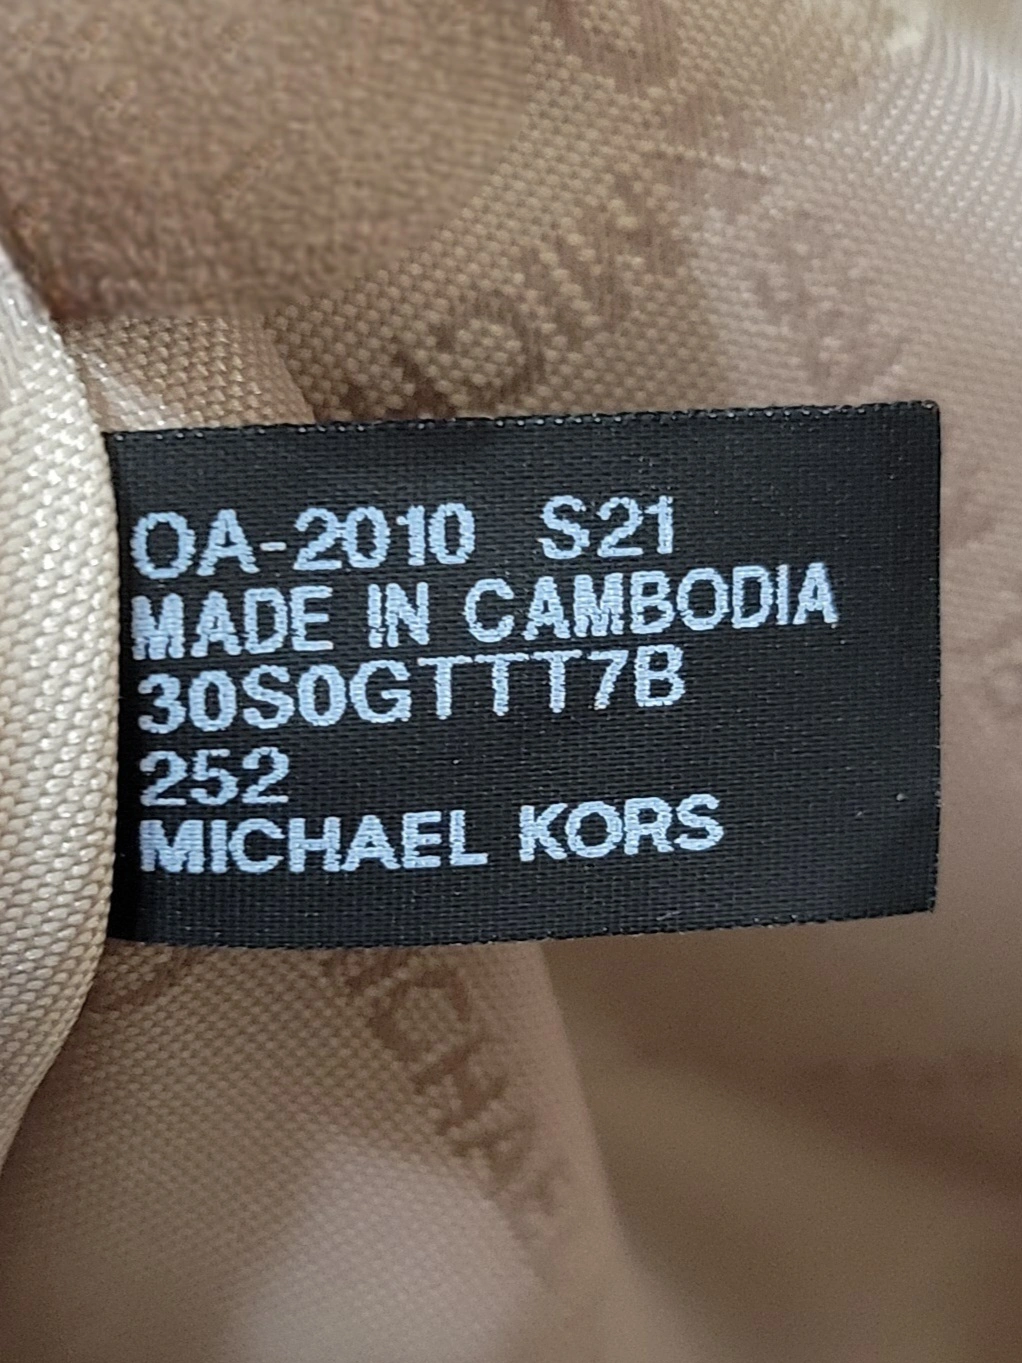 OA-2010 S21
MADE IN CAMBODIA
30S0GTTT7B
252
MICHAEL KORS